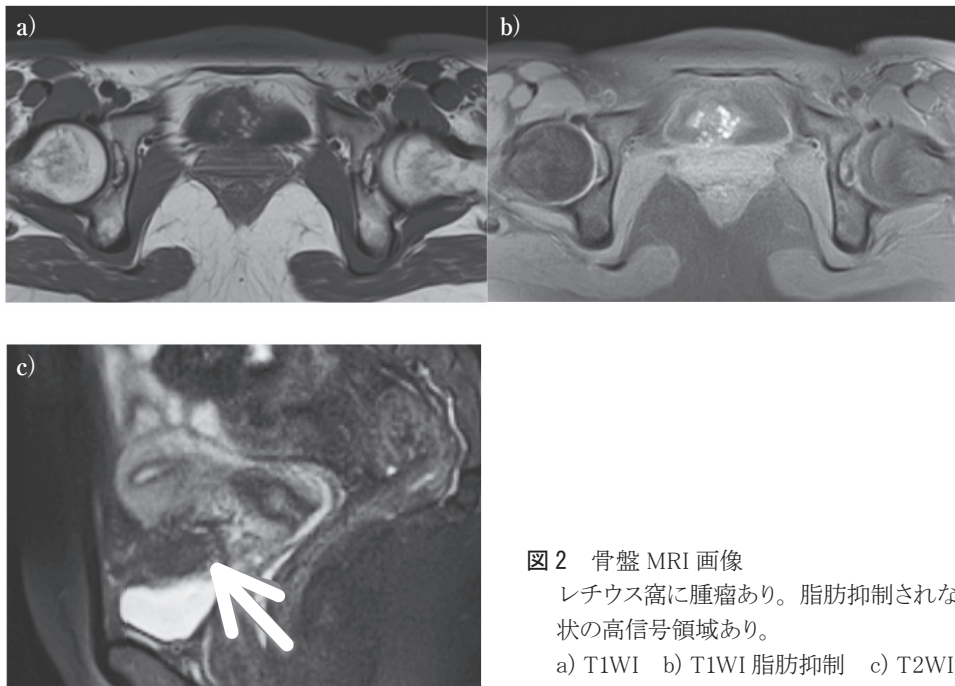 a)
b)
c)
図2 骨盤 MRI 画像
レチウス窩に腫瘤あり。脂肪抑制されな
状の高信号領域あり。
a) T1WI b) T1WI 脂肪抑制 c) T2WI